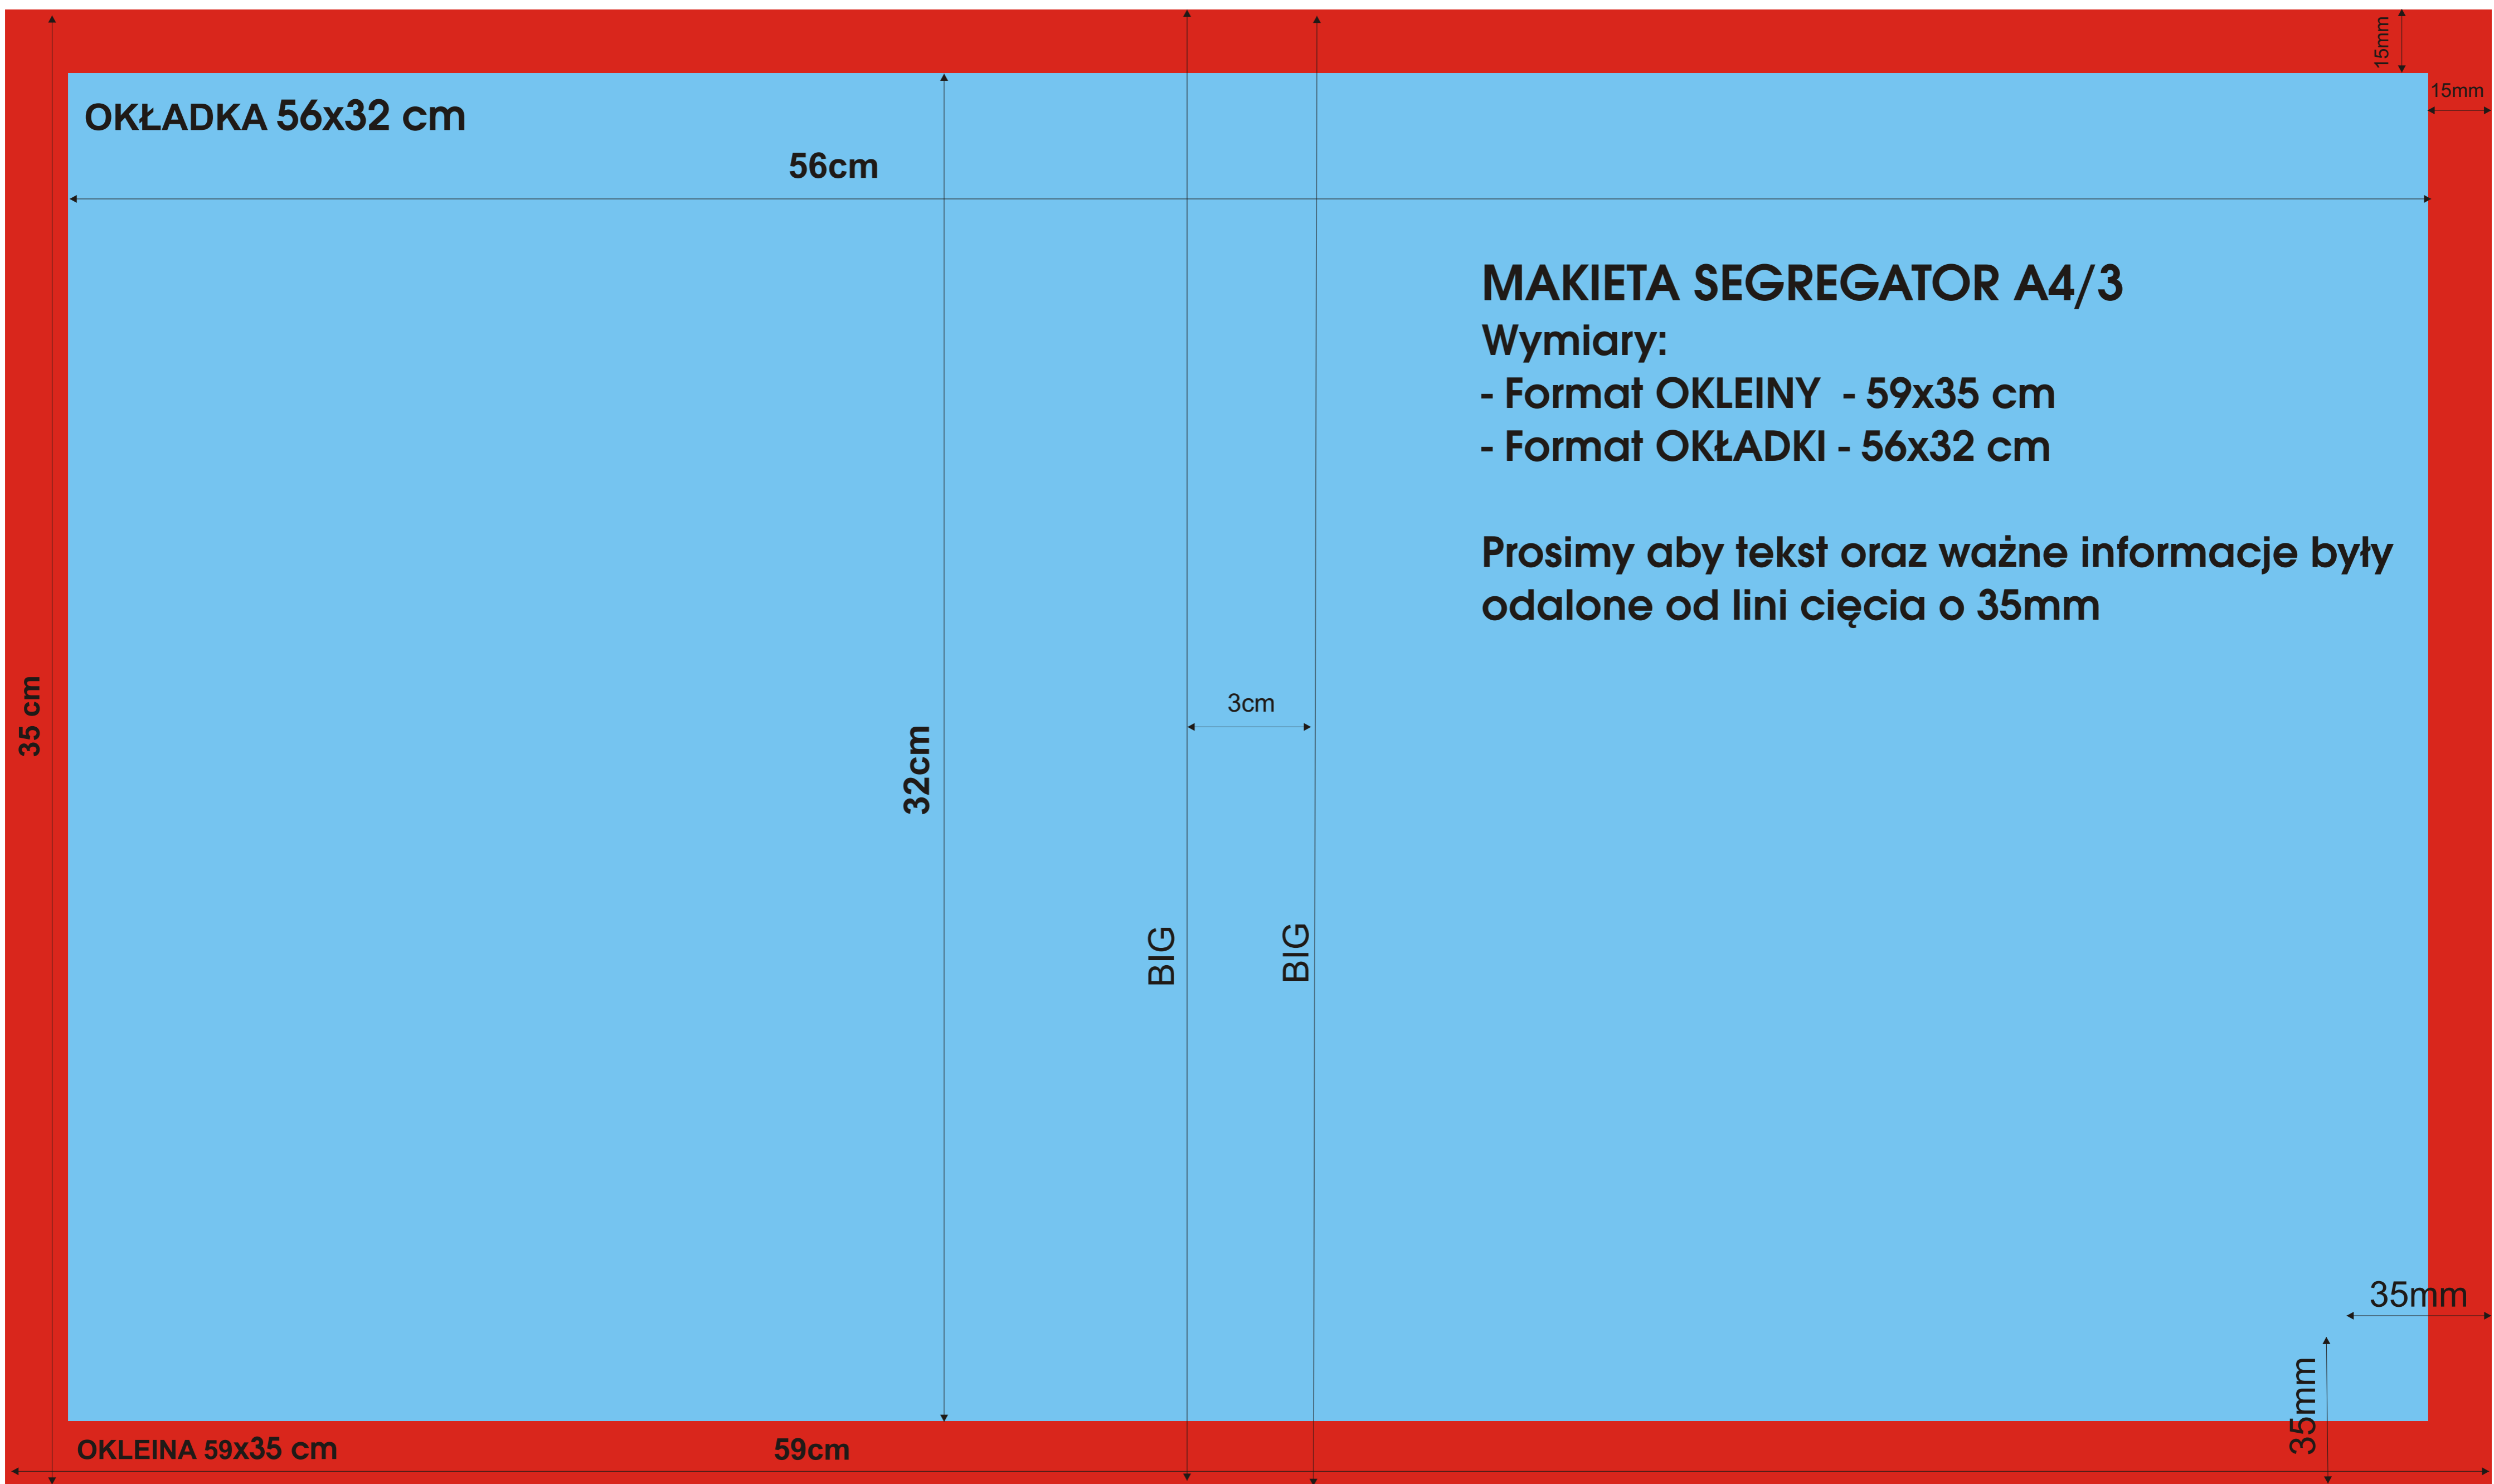 15mm
15mm
OKŁADKA 56x32 cm
56cm
MAKIETA SEGREGATOR A4/3
Wymiary:
- Format OKLEINY - 59x35 cm
- Format OKŁADKI - 56x32 cm
Prosimy aby tekst oraz ważne informacje były
odalone od lini cięcia o 35mm
35 cm
32cm
3cm
BIG
BIG
35mm
35mm
OKLEINA 59x35 cm
59cm